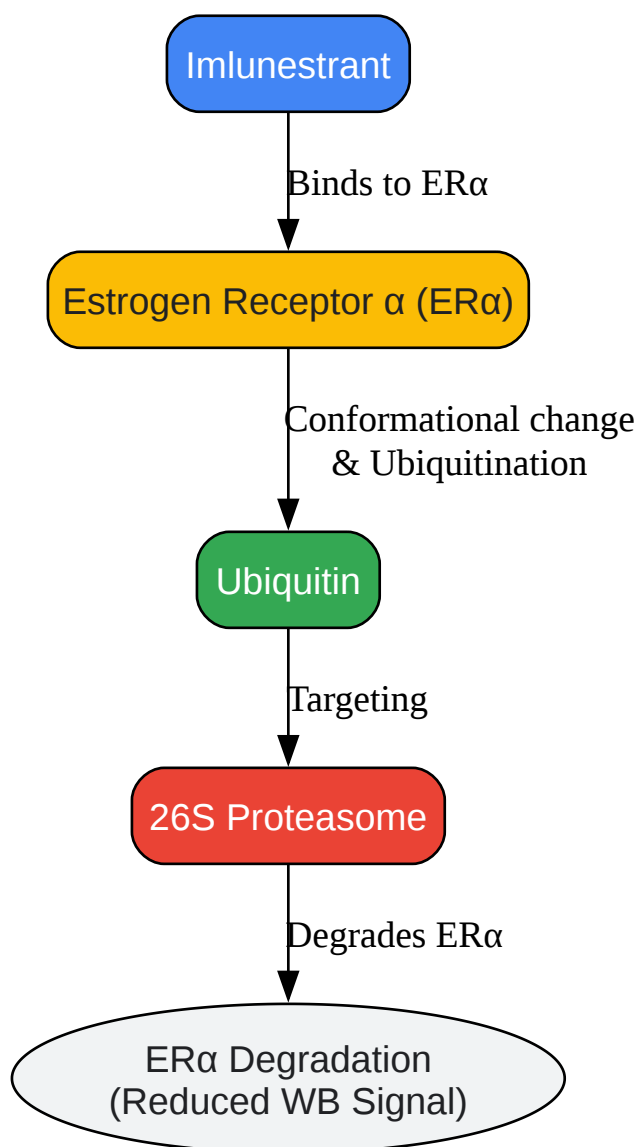 Imlunestrant
Binds to ERα
Estrogen Receptor α (ERα)
Conformational change
& Ubiquitination
Ubiquitin
Targeting
26S Proteasome
Degrades ERα
ERα Degradation
(Reduced WB Signal)